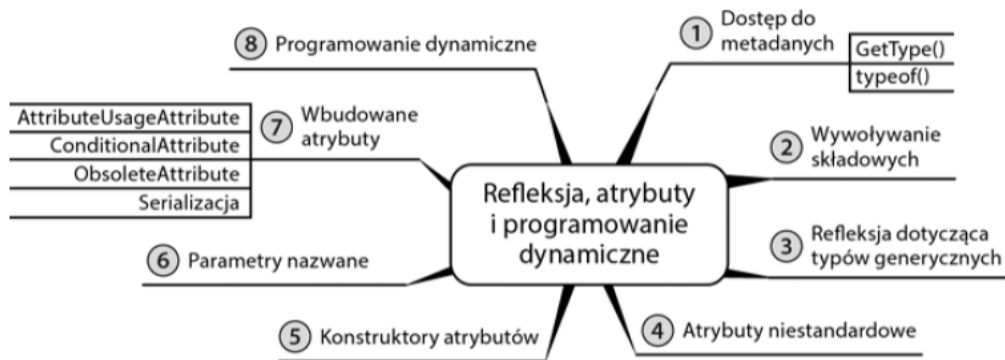 Refleksja, atrybuty
i programowanie
dynamiczne
1 Dostęp do
metadanych
GetType()
typeof()
2 Wywoływanie
składowych
3 Refleksja dotycząca
typów generycznych
4 Atrybuty niestandardowe
5 Konstruktory atrybutów
6 Parametry nazwane
7 Wbudowane
atrybuty
AttributeUsageAttribute
ConditionalAttribute
ObsoleteAttribute
Serializacja
8 Programowanie dynamiczne